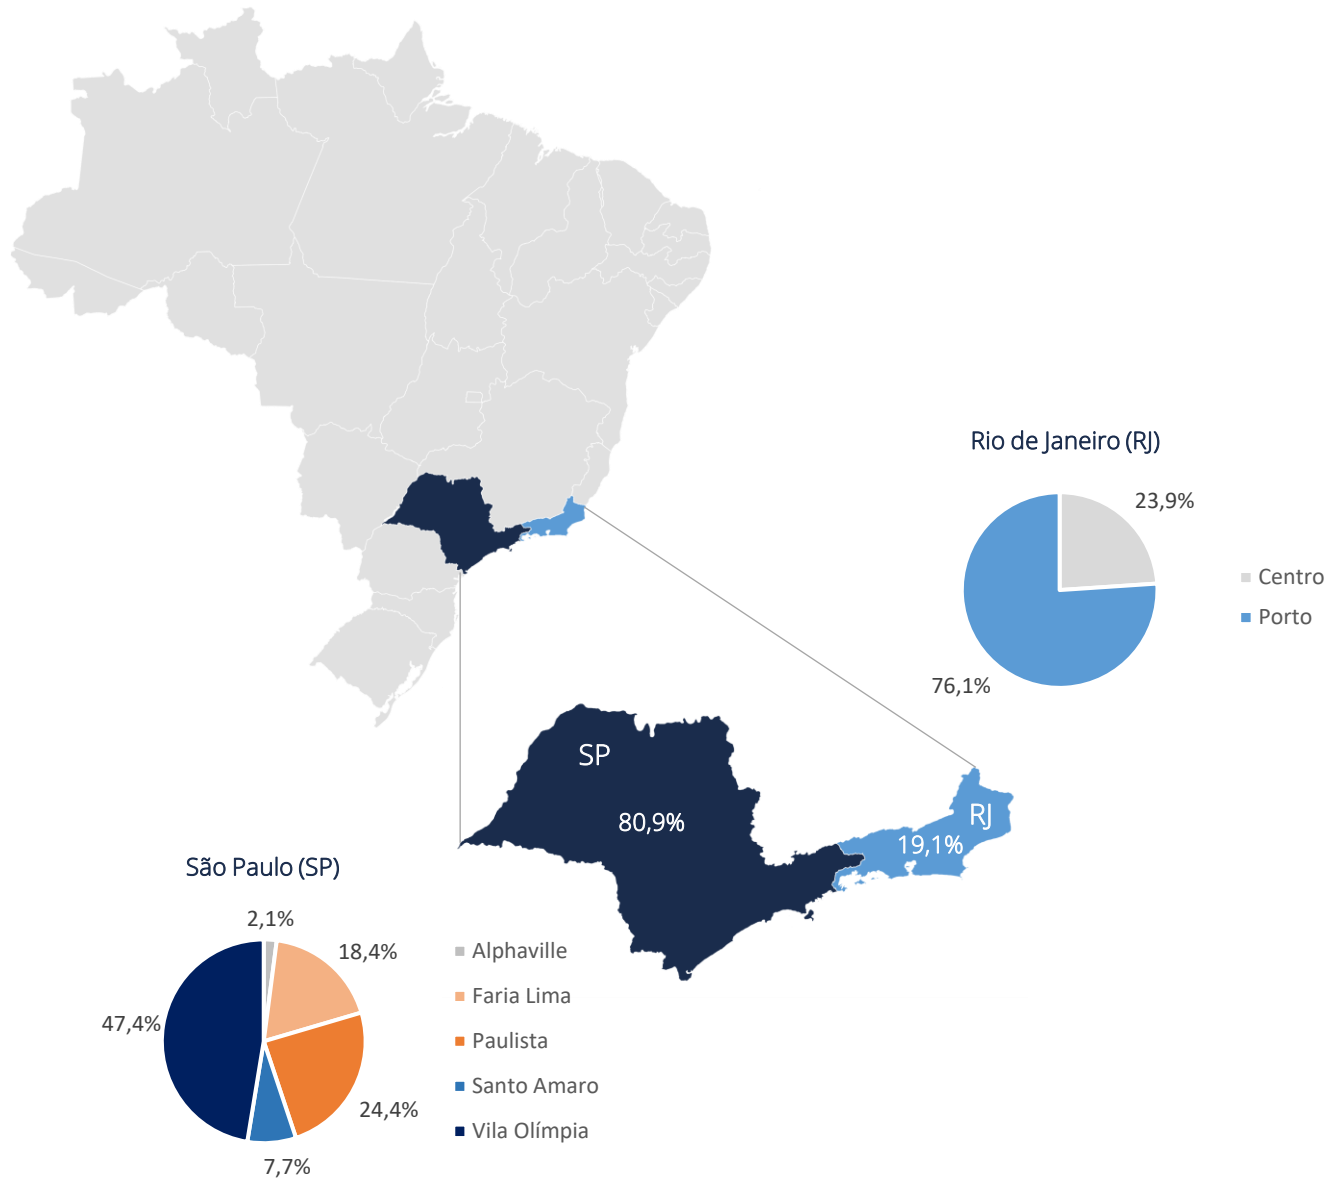 Rio de Janeiro (RJ)
23,9%
Centro
Porto
76,1%
SP
80,9%
RJ
19,1%
São Paulo (SP)
2,1%
18,4%
47,4%
24,4%
7,7%
Alphaville
Faria Lima
Paulista
Santo Amaro
Vila Olímpia